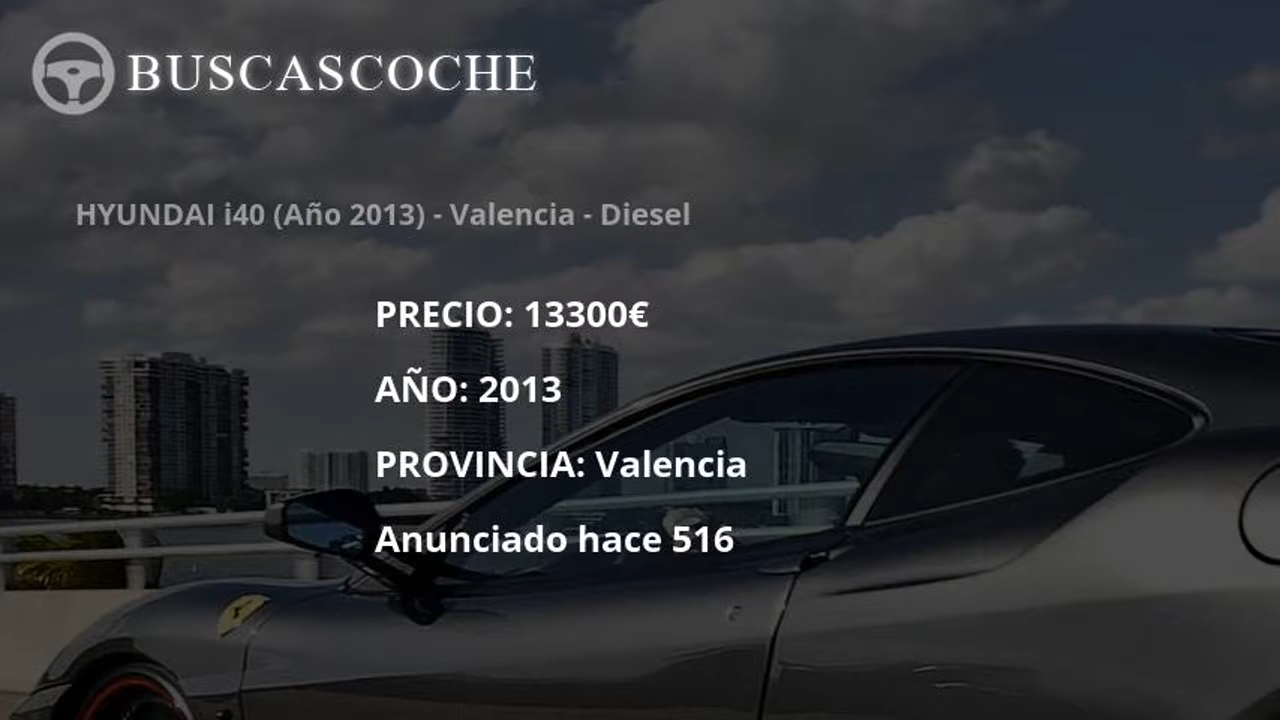 BUSCASCOCHE
HYUNDAI i40 (Año 2013) - Valencia - Diesel
PRECIO: 13300€
AÑO: 2013
PROVINCIA: Valencia
Anunciado hace 516